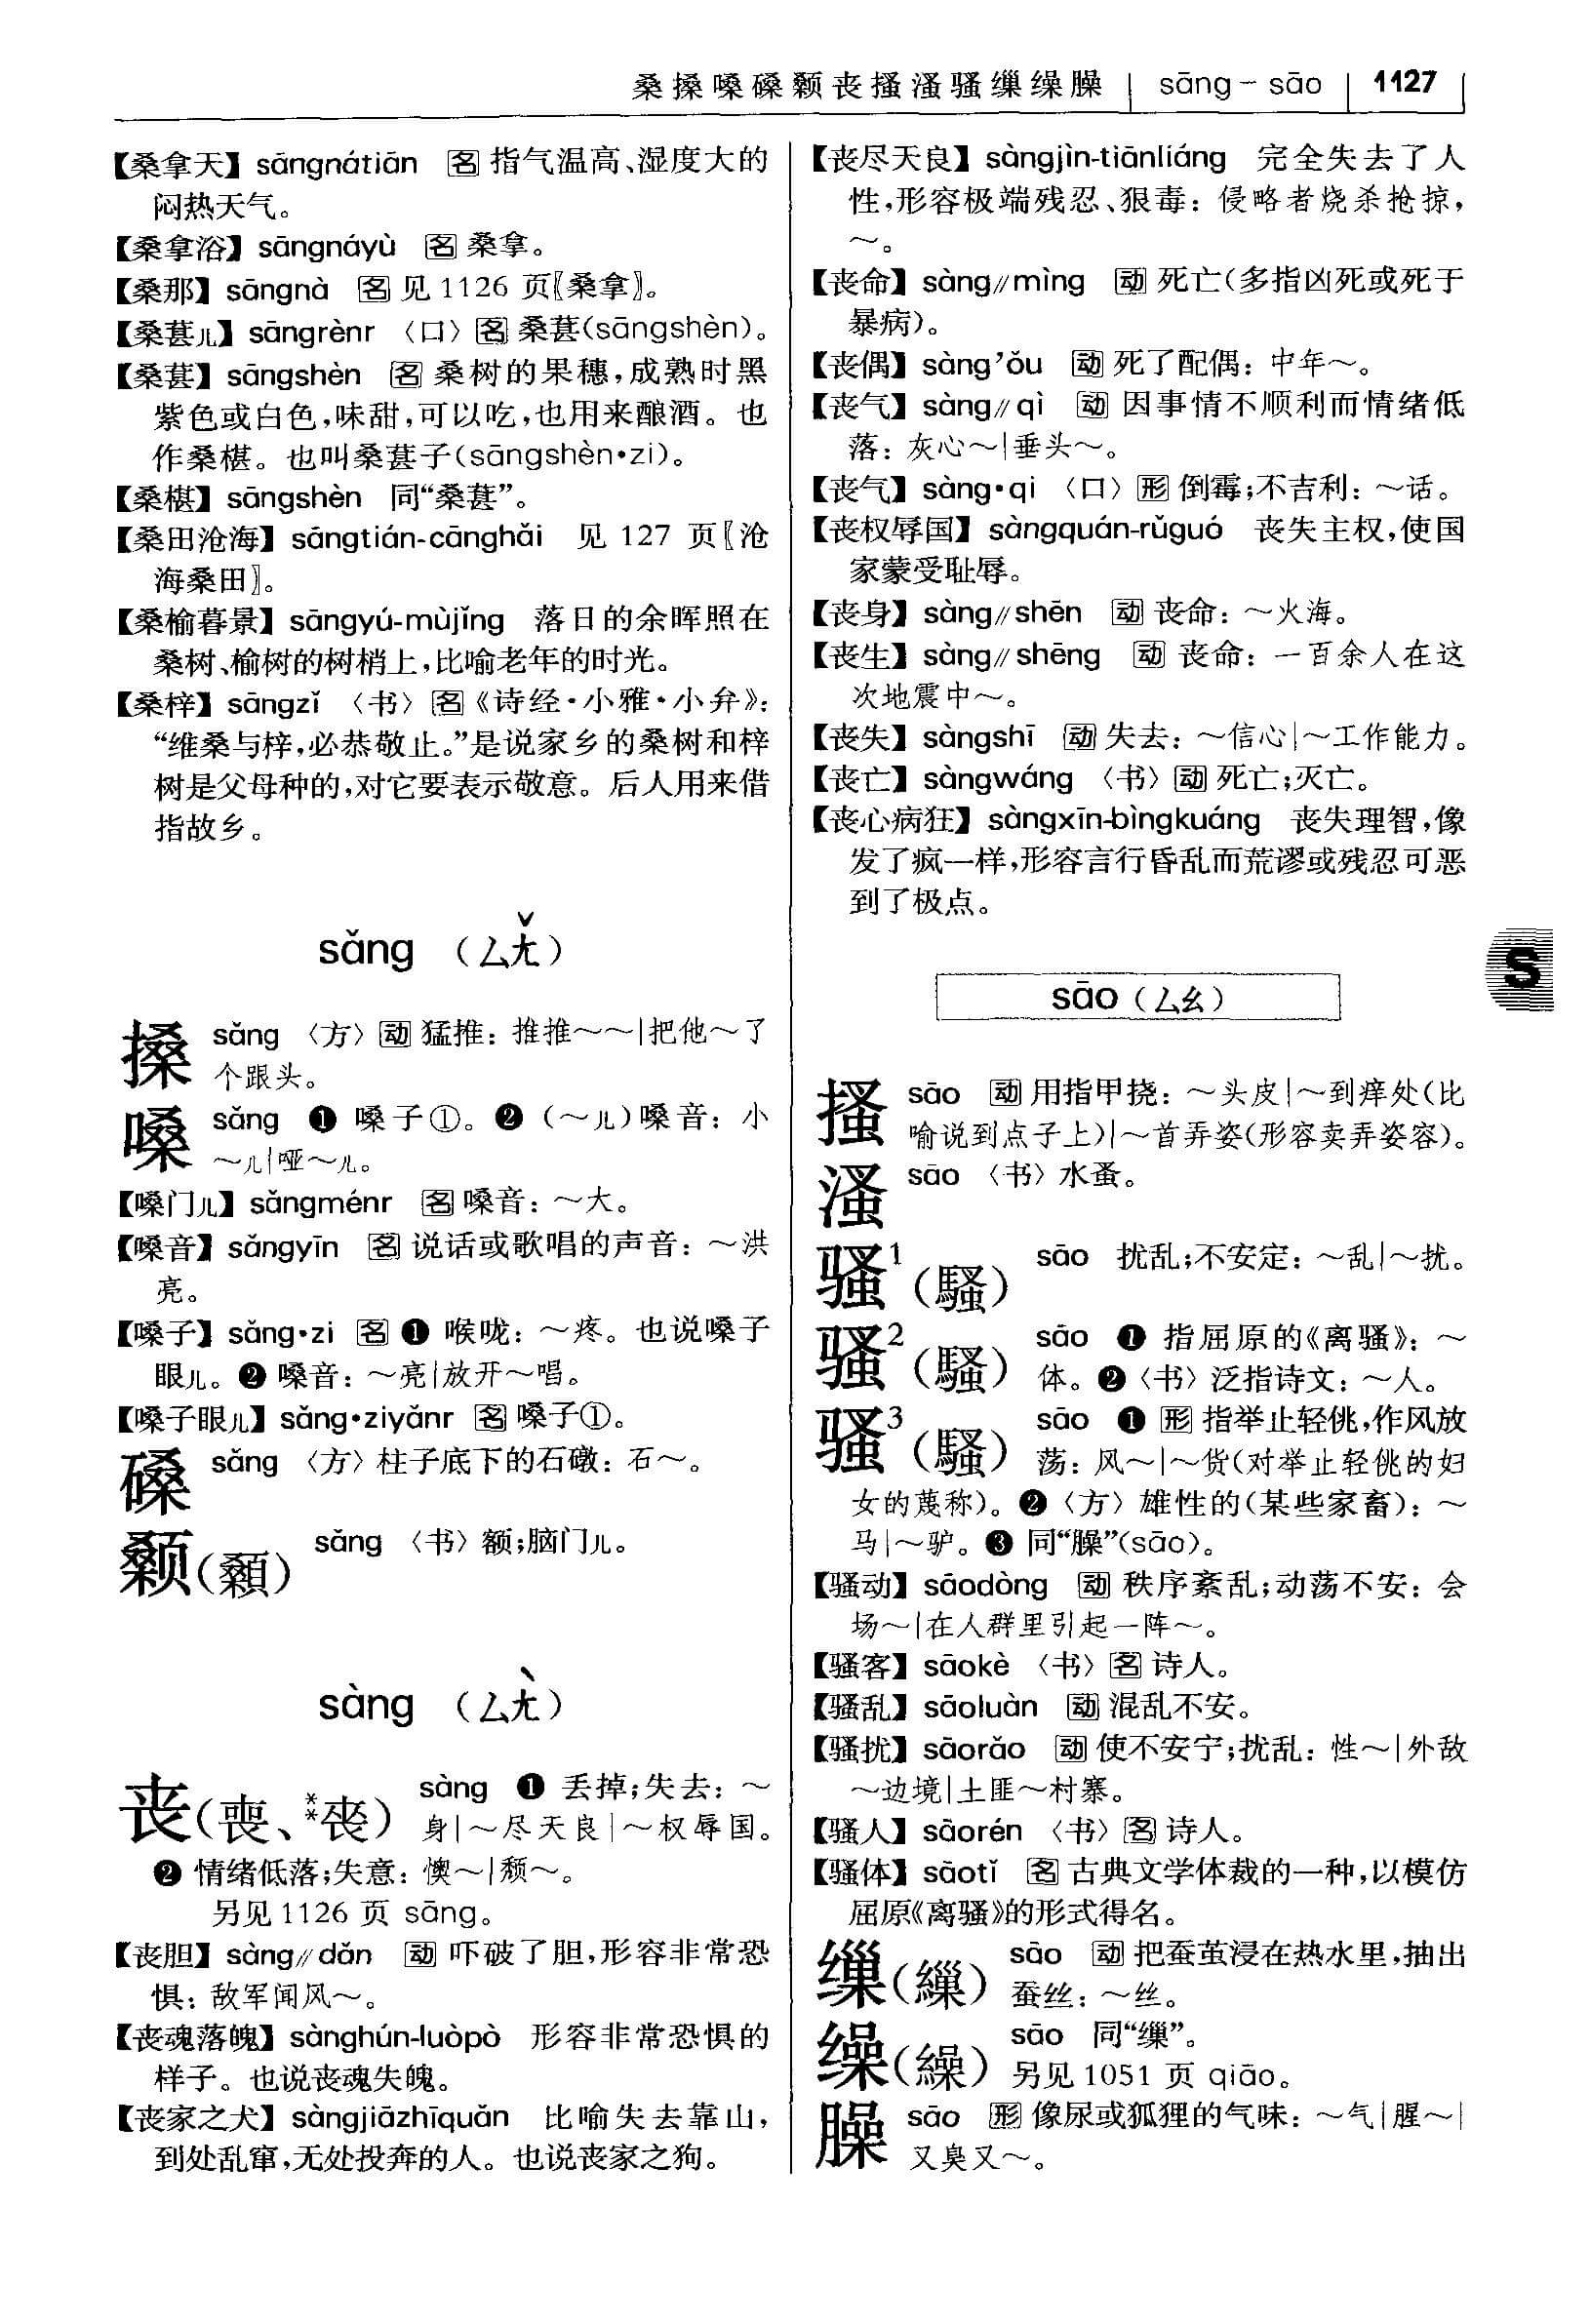 桑搡嗓磉颡丧搔溞骚缫缲臊 | sāng – sāo | 1127
【桑拿天】 sāngnátiān 名 指气温高、湿度大的
闷热天气。
【桑拿浴】 sāngnáyù 名 桑拿。
【桑那】 sāngnà 名 见1126 页〖桑拿〗。
【桑葚儿】 sāngrènr 〈口〉 名 桑葚(sāngshèn)。
【桑葚】 sāngshèn 名 桑树的果穗,成熟时黑
紫色或白色,味甜,可以吃,也用来酿酒。也
作桑椹。也叫桑葚子(sāngshèn•zi)。
【桑椹】 sāngshèn 同“桑葚”。
【桑田沧海】 sāngtián-cānghǎi 见 127 页〖沧
海桑田〗。
【桑榆暮景】 sāngyú-mùjǐng 落日的余晖照在
桑树、榆树的树梢上,比喻老年的时光。
【桑梓】 sāngzǐ 〈书〉 名《诗经·小雅·小弁》:
“维桑与梓,必恭敬止。”是说家乡的桑树和梓
树是父母种的,对它要表示敬意。后人用来借
指故乡。
sǎng (ㄙㄤˇ)
搡 sǎng 〈方〉 动 猛推: 推推～～|把他～了
个跟头。
嗓 sǎng ❶ 嗓子①。❷ (～儿)嗓音: 小
～儿|哑～儿。
【嗓门儿】 sǎngménr 名 嗓音: ～大。
【嗓音】 sǎngyīn 名 说话或歌唱的声音: ～洪
亮。
【嗓子】 sǎng•zi 名 ❶ 喉咙: ～疼。也说嗓子
眼儿。❷ 嗓音: ～亮|放开～唱。
【嗓子眼儿】 sǎng•ziyǎnr 名 嗓子①。
磉 sǎng 〈方〉 柱子底下的石礅: 石～。
颡(顙) sǎng 〈书〉 额;脑门儿。
sàng (ㄙㄤˋ)
丧(喪、**䘮) sàng ❶ 丢掉;失去: ～
身|～尽天良|～权辱国。
❷ 情绪低落;失意: 懊～|颓～。
另见1126 页 sāng。
【丧胆】 sàng//dǎn 动 吓破了胆,形容非常恐
惧: 敌军闻风～。
【丧魂落魄】 sànghún-luòpò 形容非常恐惧的
样子。也说丧魂失魄。
【丧家之犬】 sàngjiāzhīquǎn 比喻失去靠山,
到处乱窜,无处投奔的人。也说丧家之狗。
【丧尽天良】 sàngjìn-tiānliáng 完全失去了人
性,形容极端残忍、狠毒: 侵略者烧杀抢掠,
～。
【丧命】 sàng//mìng 动 死亡(多指凶死或死于
暴病)。
【丧偶】 sàng’ǒu 动 死了配偶: 中年～。
【丧气】 sàng//qì 动 因事情不顺利而情绪低
落: 灰心～|垂头～。
【丧气】 sàng•qi 〈口〉 形 倒霉;不吉利: ～话。
【丧权辱国】 sàngquán-rǔguó 丧失主权,使国
家蒙受耻辱。
【丧身】 sàng//shēn 动 丧命: ～火海。
【丧生】 sàng//shēng 动 丧命: 一百余人在这
次地震中～。
【丧失】 sàngshī 动 失去: ～信心|～工作能力。
【丧亡】 sàngwáng 〈书〉 动 死亡;灭亡。
【丧心病狂】 sàngxīn-bìngkuáng 丧失理智,像
发了疯一样,形容言行昏乱而荒谬或残忍可恶
到了极点。
S
sāo (ㄙㄠ)
搔 sāo 动 用指甲挠: ～头皮|～到痒处(比
喻说到点子上)|～首弄姿(形容卖弄姿容)。
溞 sāo 〈书〉 水蚤。
骚1(騷) sāo 扰乱;不安定: ～乱|～扰。
骚2(騷) sāo ❶ 指屈原的《离骚》: ～
体。❷〈书〉 泛指诗文: ～人。
骚3(騷) sāo ❶ 形 指举止轻佻,作风放
荡: 风～|～货(对举止轻佻的妇
女的蔑称)。❷〈方〉 雄性的(某些家畜): ～
马|～驴。❸ 同“臊”(sāo)。
【骚动】 sāodòng 动 秩序紊乱;动荡不安: 会
场～|在人群里引起一阵～。
【骚客】 sāokè 〈书〉 名 诗人。
【骚乱】 sāoluàn 动 混乱不安。
【骚扰】 sāorǎo 动 使不安宁;扰乱: 性～|外敌
～边境|土匪～村寨。
【骚人】 sāorén 〈书〉 名 诗人。
【骚体】 sāotǐ 名 古典文学体裁的一种,以模仿
屈原《离骚》的形式得名。
缫(繅) sāo 动 把蚕茧浸在热水里,抽出
蚕丝: ～丝。
缲(繰) sāo 同“缫”。
另见1051 页 qiāo。
臊 sāo 形 像尿或狐狸的气味: ～气|腥～|
又臭又～。